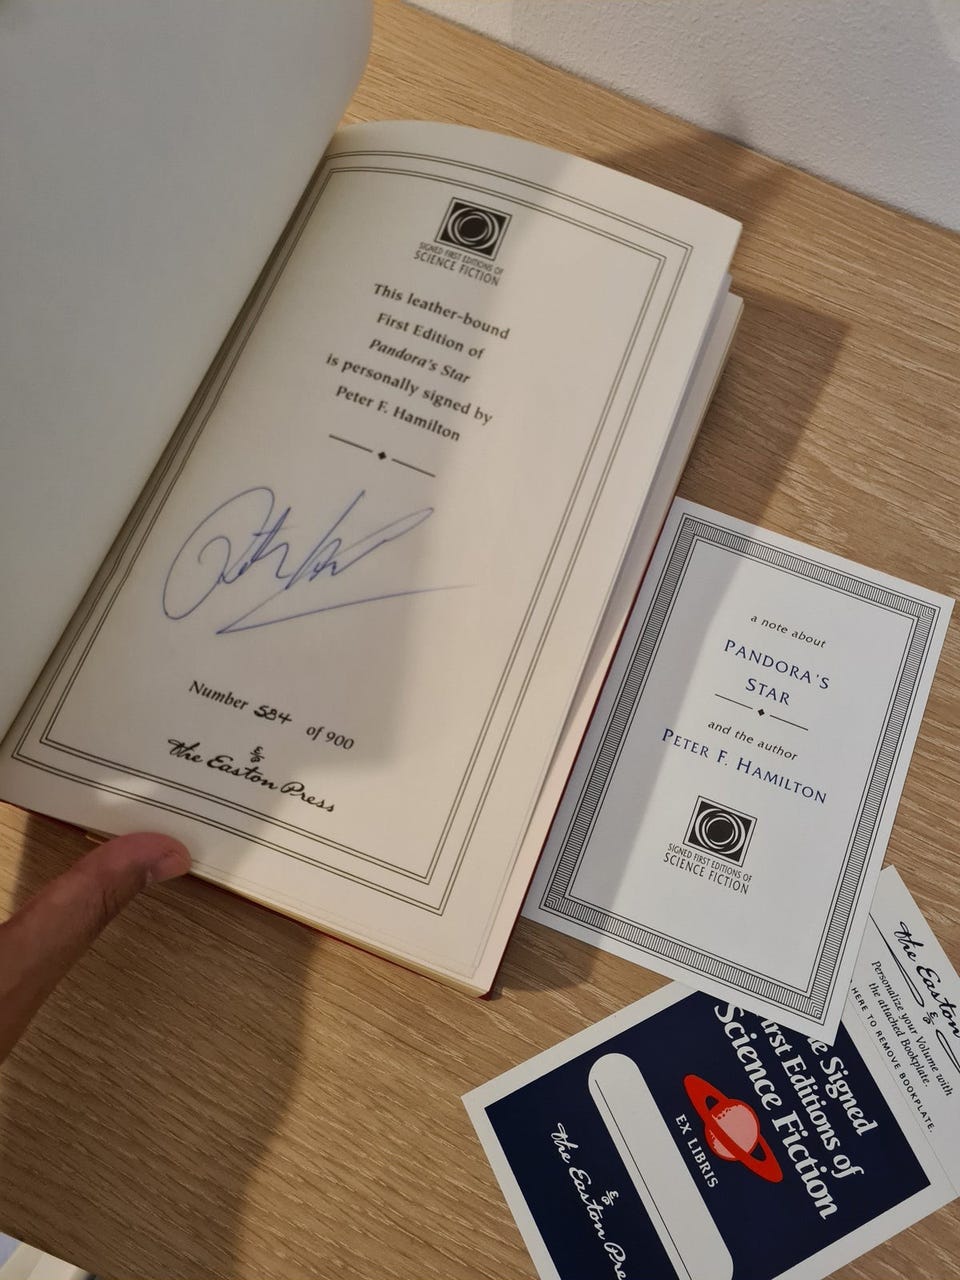 SIGNED FIRST EDITIONS OF
SCIENCE FICTION
This leather-bound
First Edition of
Pandora's Star
is personally signed by
Peter F. Hamilton
Number 584 of 900
The Easton Press
a note about
PANDORA'S
STAR
and the author
PETER F. HAMILTON
SIGNED FIRST EDITIONS OF
SCIENCE FICTION
The Easton
Personalize your Volume with
the attached Bookplate.
HERE TO REMOVE BOOKPLATE.
Signed
First Editions of
Science Fiction
EX LIBRIS
The Easton Pre